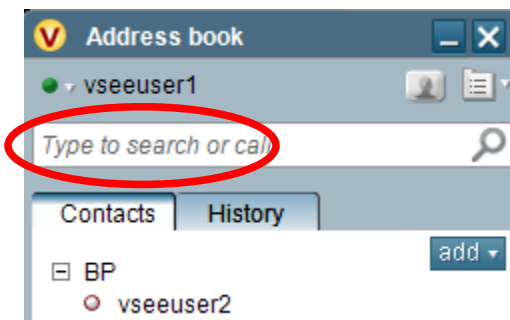 V Address book
vseeuser1
Type to search or call
Contacts History
add
BP
vseeuser2